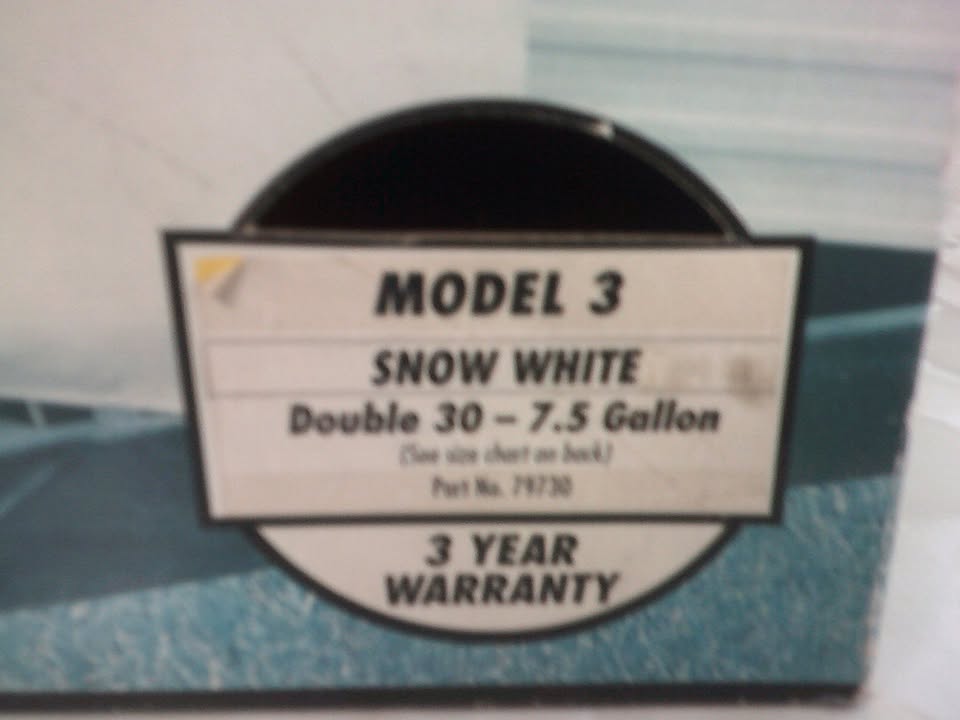 MODEL 3
SNOW WHITE
Double 30 – 7.5 Gallon
(See size chart on back)
Part No. 79730
3 YEAR
WARRANTY